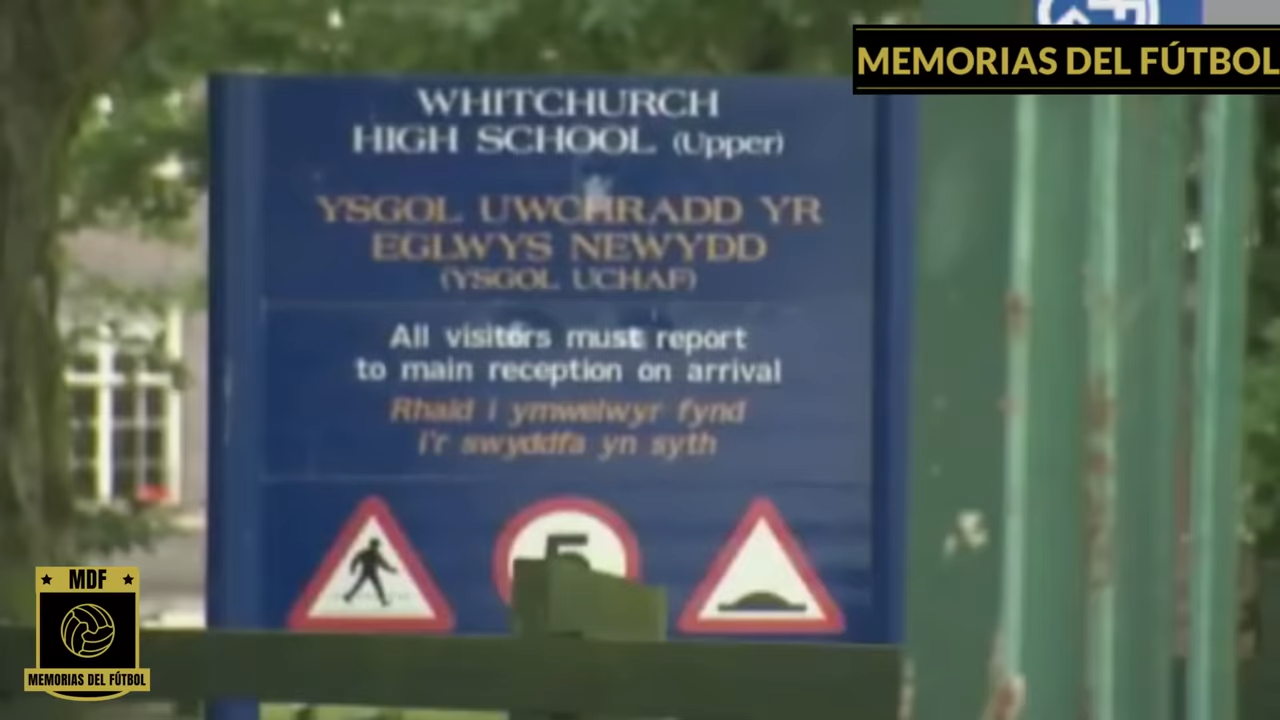 MEMORIAS DEL FÚTBOL
WHITCHURCH
HIGH SCHOOL (Upper)
YSGOL UWCHRADD YR
EGLWYS NEWYDD
(YSGOL UCHAF)
All visitors must report
to main reception on arrival
Rhaid i ymwelwyr fynd
i'r swyddfa yn syth
5
MDF
MEMORIAS DEL FÚTBOL